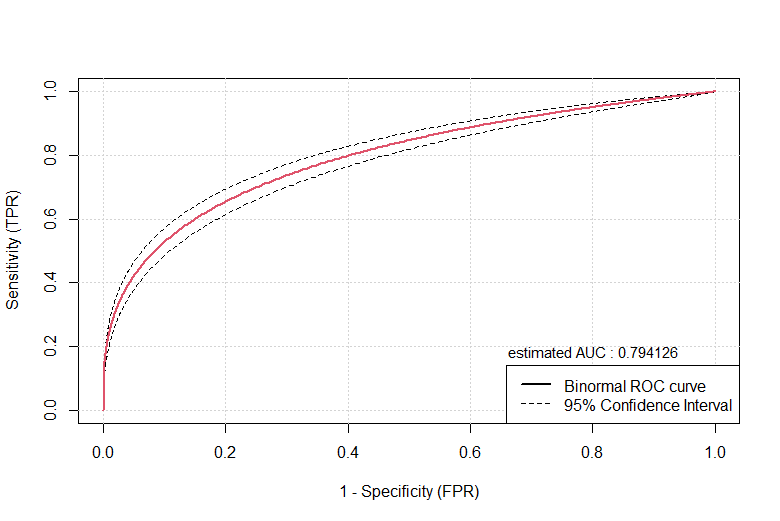 1.0
0.8
0.6
0.4
0.2
0.0
Sensitivity (TPR)
estimated AUC : 0.794126
Binormal ROC curve
95% Confidence Interval
0.0 0.2 0.4 0.6 0.8 1.0
1 - Specificity (FPR)